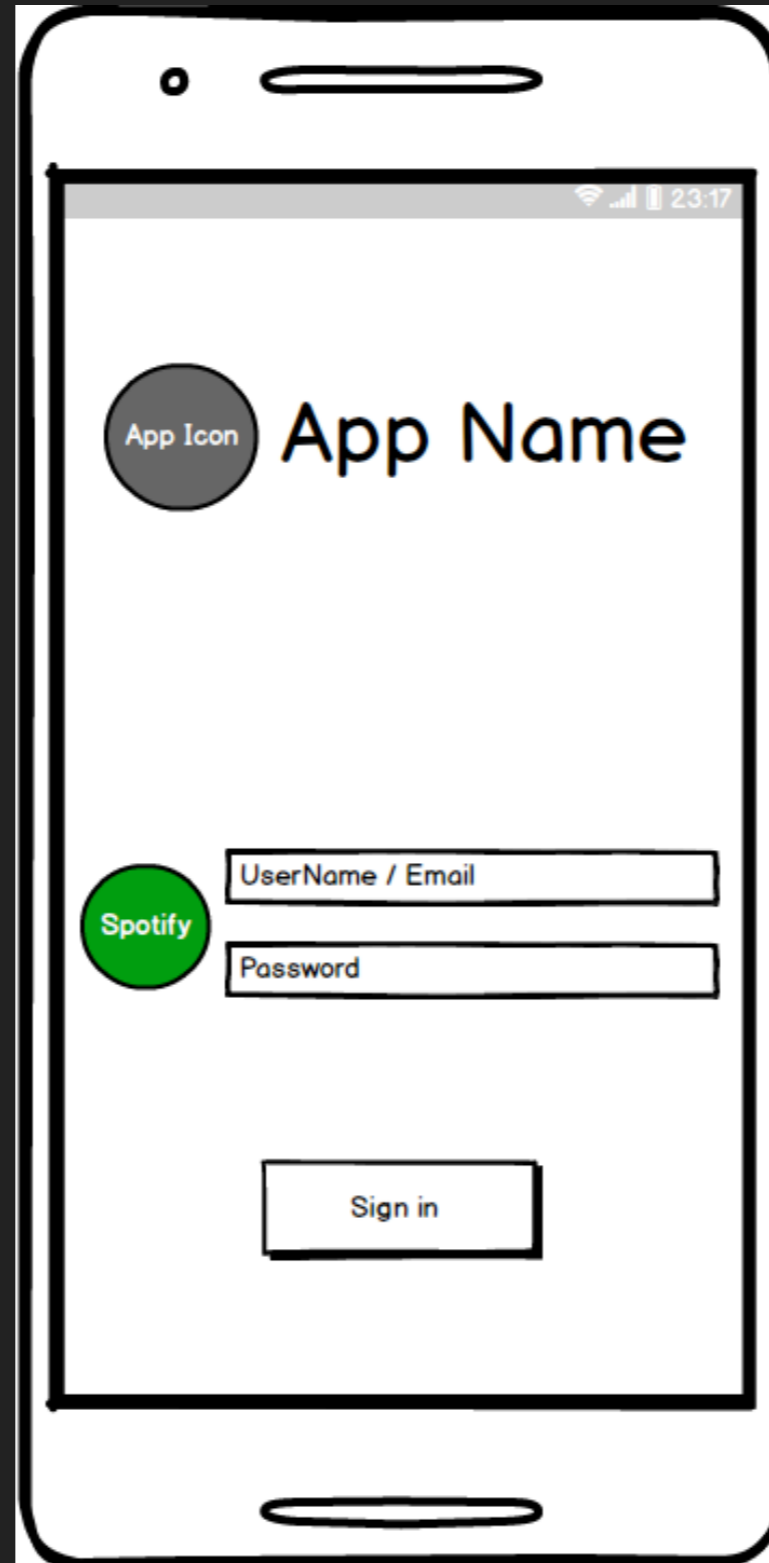 23:17
App Icon
App Name
Spotify
UserName / Email
Password
Sign in